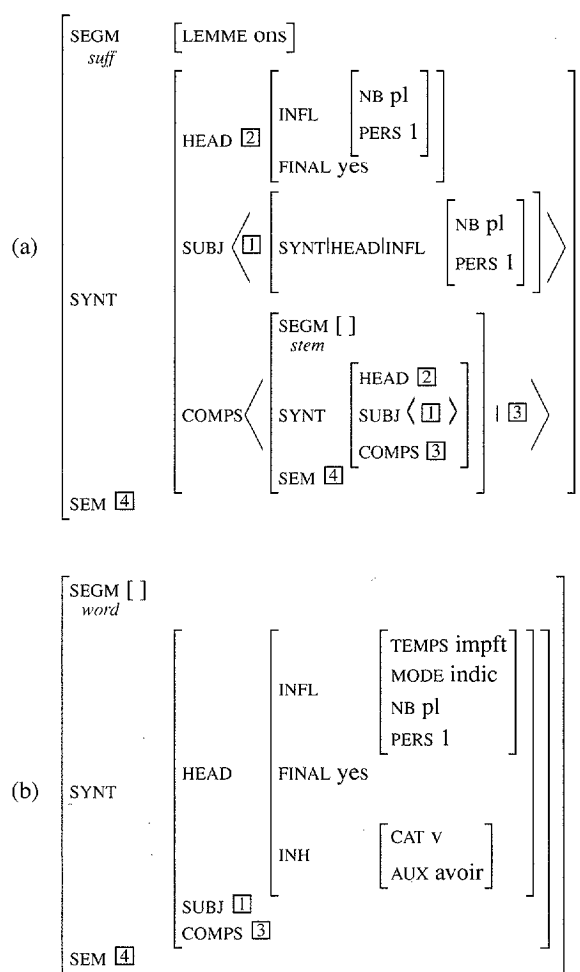 SEGM [LEMME ons]
suff
NB pl
INFL
PERS 1
HEAD 2
FINAL yes
NB pl
(a) SUBJ 1 SYNT|HEAD|INFL
PERS 1
SYNT
SEGM [ ]
stem
HEAD 2
COMPS SYNT SUBJ ⟨ 1 ⟩ | 3
COMPS 3
SEM 4
SEM 4
SEGM [ ]
word
TEMPS impft
MODE indic
INFL
NB pl
PERS 1
HEAD FINAL yes
(b) SYNT
CAT v
INH
AUX avoir
SUBJ 1
COMPS 3
SEM 4